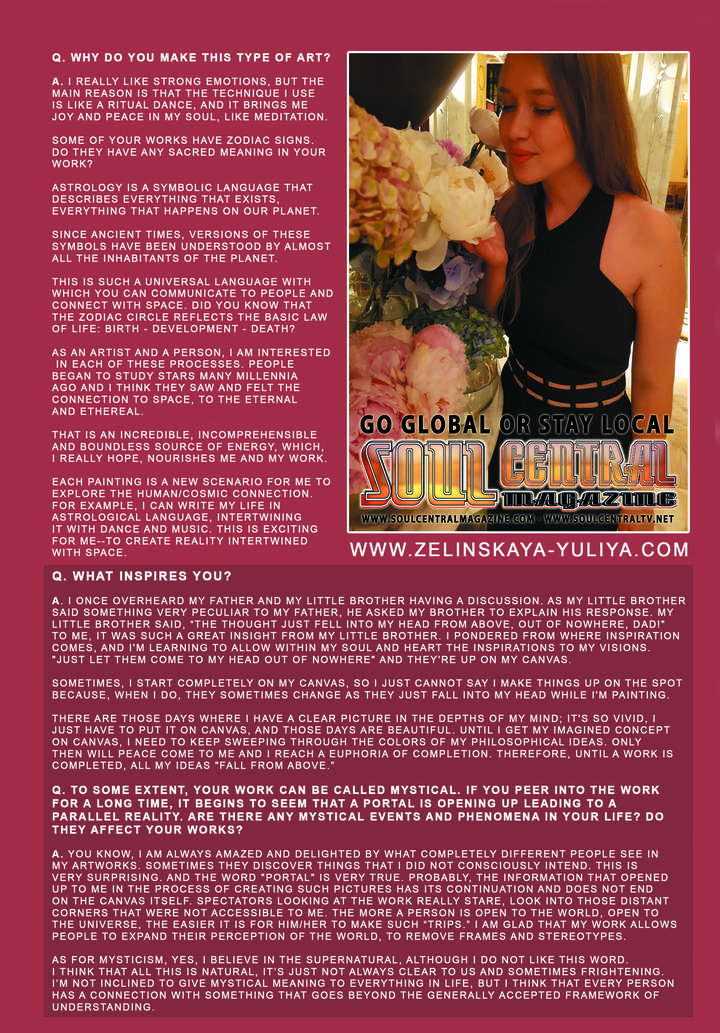 Q. WHY DO YOU MAKE THIS TYPE OF ART?
A. I REALLY LIKE STRONG EMOTIONS, BUT THE
MAIN REASON IS THAT THE TECHNIQUE I USE
IS LIKE A RITUAL DANCE, AND IT BRINGS ME
JOY AND PEACE IN MY SOUL, LIKE MEDITATION.
SOME OF YOUR WORKS HAVE ZODIAC SIGNS.
DO THEY HAVE ANY SACRED MEANING IN YOUR
WORK?
ASTROLOGY IS A SYMBOLIC LANGUAGE THAT
DESCRIBES EVERYTHING THAT EXISTS,
EVERYTHING THAT HAPPENS ON OUR PLANET.
SINCE ANCIENT TIMES, VERSIONS OF THESE
SYMBOLS HAVE BEEN UNDERSTOOD BY ALMOST
ALL THE INHABITANTS OF THE PLANET.
THIS IS SUCH A UNIVERSAL LANGUAGE WITH
WHICH YOU CAN COMMUNICATE TO PEOPLE AND
CONNECT WITH SPACE. DID YOU KNOW THAT
THE ZODIAC CIRCLE REFLECTS THE BASIC LAW
OF LIFE: BIRTH - DEVELOPMENT - DEATH?
AS AN ARTIST AND A PERSON, I AM INTERESTED
IN EACH OF THESE PROCESSES. PEOPLE
BEGAN TO STUDY STARS MANY MILLENNIA
AGO AND I THINK THEY SAW AND FELT THE
CONNECTION TO SPACE, TO THE ETERNAL
AND ETHEREAL.
THAT IS AN INCREDIBLE, INCOMPREHENSIBLE
AND BOUNDLESS SOURCE OF ENERGY, WHICH,
I REALLY HOPE, NOURISHES ME AND MY WORK.
EACH PAINTING IS A NEW SCENARIO FOR ME TO
EXPLORE THE HUMAN/COSMIC CONNECTION.
FOR EXAMPLE, I CAN WRITE MY LIFE IN
ASTROLOGICAL LANGUAGE, INTERTWINING
IT WITH DANCE AND MUSIC. THIS IS EXCITING
FOR ME--TO CREATE REALITY INTERTWINED
WITH SPACE.
GO GLOBAL OR STAY LOCAL
SOUL CENTRAL
MAGAZINE
WWW.SOULCENTRALMAGAZINE.COM - WWW.SOULCENTRALTV.NET
WWW.ZELINSKAYA-YULIYA.COM
Q. WHAT INSPIRES YOU?
A. I ONCE OVERHEARD MY FATHER AND MY LITTLE BROTHER HAVING A DISCUSSION. AS MY LITTLE BROTHER
SAID SOMETHING VERY PECULIAR TO MY FATHER, HE ASKED MY BROTHER TO EXPLAIN HIS RESPONSE. MY
LITTLE BROTHER SAID, "THE THOUGHT JUST FELL INTO MY HEAD FROM ABOVE, OUT OF NOWHERE, DAD!"
TO ME, IT WAS SUCH A GREAT INSIGHT FROM MY LITTLE BROTHER. I PONDERED FROM WHERE INSPIRATION
COMES, AND I'M LEARNING TO ALLOW WITHIN MY SOUL AND HEART THE INSPIRATIONS TO MY VISIONS.
"JUST LET THEM COME TO MY HEAD OUT OF NOWHERE" AND THEY'RE UP ON MY CANVAS.
SOMETIMES, I START COMPLETELY ON MY CANVAS, SO I JUST CANNOT SAY I MAKE THINGS UP ON THE SPOT
BECAUSE, WHEN I DO, THEY SOMETIMES CHANGE AS THEY JUST FALL INTO MY HEAD WHILE I'M PAINTING.
THERE ARE THOSE DAYS WHERE I HAVE A CLEAR PICTURE IN THE DEPTHS OF MY MIND; IT'S SO VIVID, I
JUST HAVE TO PUT IT ON CANVAS, AND THOSE DAYS ARE BEAUTIFUL. UNTIL I GET MY IMAGINED CONCEPT
ON CANVAS, I NEED TO KEEP SWEEPING THROUGH THE COLORS OF MY PHILOSOPHICAL IDEAS. ONLY
THEN WILL PEACE COME TO ME AND I REACH A EUPHORIA OF COMPLETION. THEREFORE, UNTIL A WORK IS
COMPLETED, ALL MY IDEAS "FALL FROM ABOVE."
Q. TO SOME EXTENT, YOUR WORK CAN BE CALLED MYSTICAL. IF YOU PEER INTO THE WORK
FOR A LONG TIME, IT BEGINS TO SEEM THAT A PORTAL IS OPENING UP LEADING TO A
PARALLEL REALITY. ARE THERE ANY MYSTICAL EVENTS AND PHENOMENA IN YOUR LIFE? DO
THEY AFFECT YOUR WORKS?
A. YOU KNOW, I AM ALWAYS AMAZED AND DELIGHTED BY WHAT COMPLETELY DIFFERENT PEOPLE SEE IN
MY ARTWORKS. SOMETIMES THEY DISCOVER THINGS THAT I DID NOT CONSCIOUSLY INTEND. THIS IS
VERY SURPRISING. AND THE WORD "PORTAL" IS VERY TRUE. PROBABLY, THE INFORMATION THAT OPENED
UP TO ME IN THE PROCESS OF CREATING SUCH PICTURES HAS ITS CONTINUATION AND DOES NOT END
ON THE CANVAS ITSELF. SPECTATORS LOOKING AT THE WORK REALLY STARE, LOOK INTO THOSE DISTANT
CORNERS THAT WERE NOT ACCESSIBLE TO ME. THE MORE A PERSON IS OPEN TO THE WORLD, OPEN TO
THE UNIVERSE, THE EASIER IT IS FOR HIM/HER TO MAKE SUCH "TRIPS." I AM GLAD THAT MY WORK ALLOWS
PEOPLE TO EXPAND THEIR PERCEPTION OF THE WORLD, TO REMOVE FRAMES AND STEREOTYPES.
AS FOR MYSTICISM, YES, I BELIEVE IN THE SUPERNATURAL, ALTHOUGH I DO NOT LIKE THIS WORD.
I THINK THAT ALL THIS IS NATURAL, IT'S JUST NOT ALWAYS CLEAR TO US AND SOMETIMES FRIGHTENING.
I'M NOT INCLINED TO GIVE MYSTICAL MEANING TO EVERYTHING IN LIFE, BUT I THINK THAT EVERY PERSON
HAS A CONNECTION WITH SOMETHING THAT GOES BEYOND THE GENERALLY ACCEPTED FRAMEWORK OF
UNDERSTANDING.